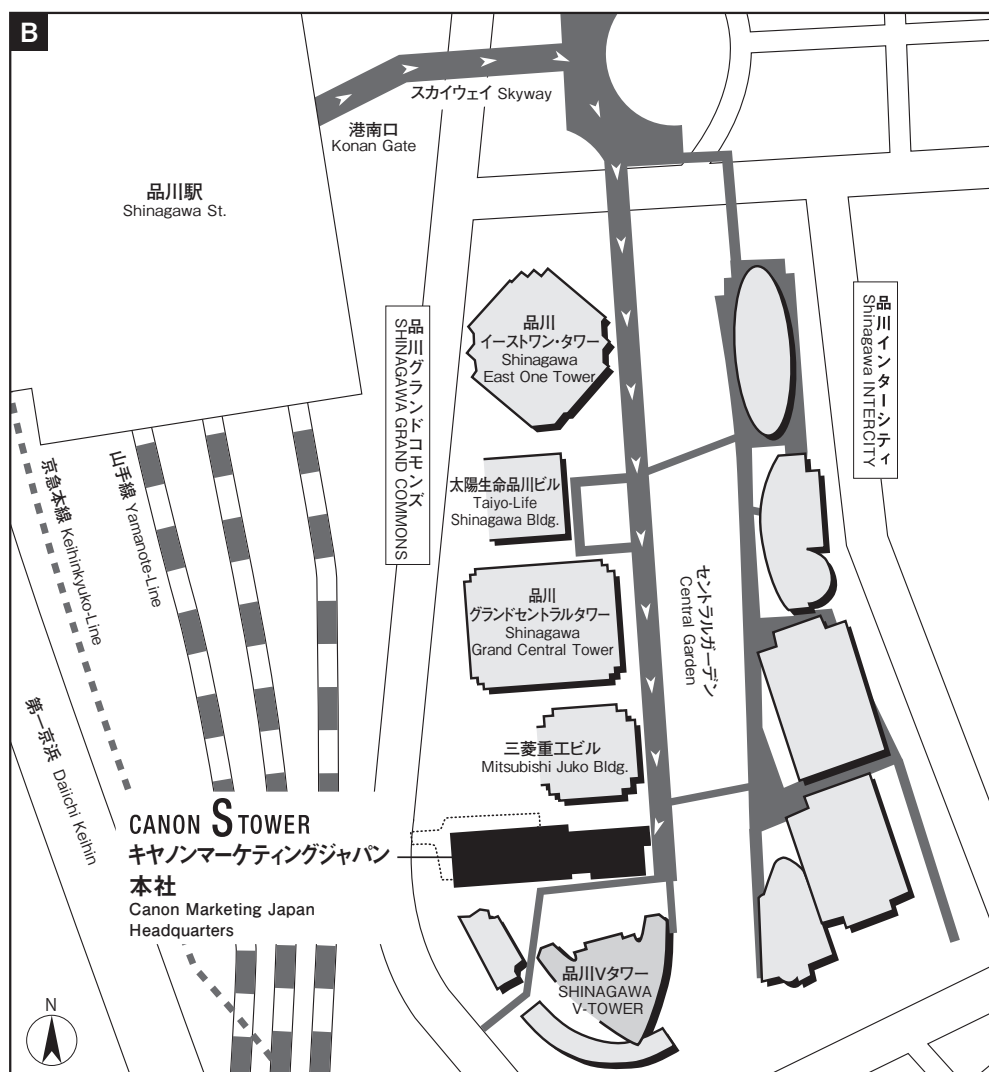 B
スカイウェイ Skyway
港南口
Konan Gate
品川駅
Shinagawa St.
品川グランドコモンズ
SHINAGAWA GRAND COMMONS
品川インターシティ
Shinagawa INTERCITY
品川
イーストワン・タワー
Shinagawa
East One Tower
太陽生命品川ビル
Taiyo-Life
Shinagawa Bldg.
京急本線 Keihinkyuko-Line
山手線 Yamanote-Line
品川
グランドセントラルタワー
Shinagawa
Grand Central Tower
セントラルガーデン
Central Garden
第一京浜 Daiichi Keihin
三菱重工ビル
Mitsubishi Juko Bldg.
CANON S TOWER
キヤノンマーケティングジャパン
本社
Canon Marketing Japan
Headquarters
品川Vタワー
SHINAGAWA
V-TOWER
N